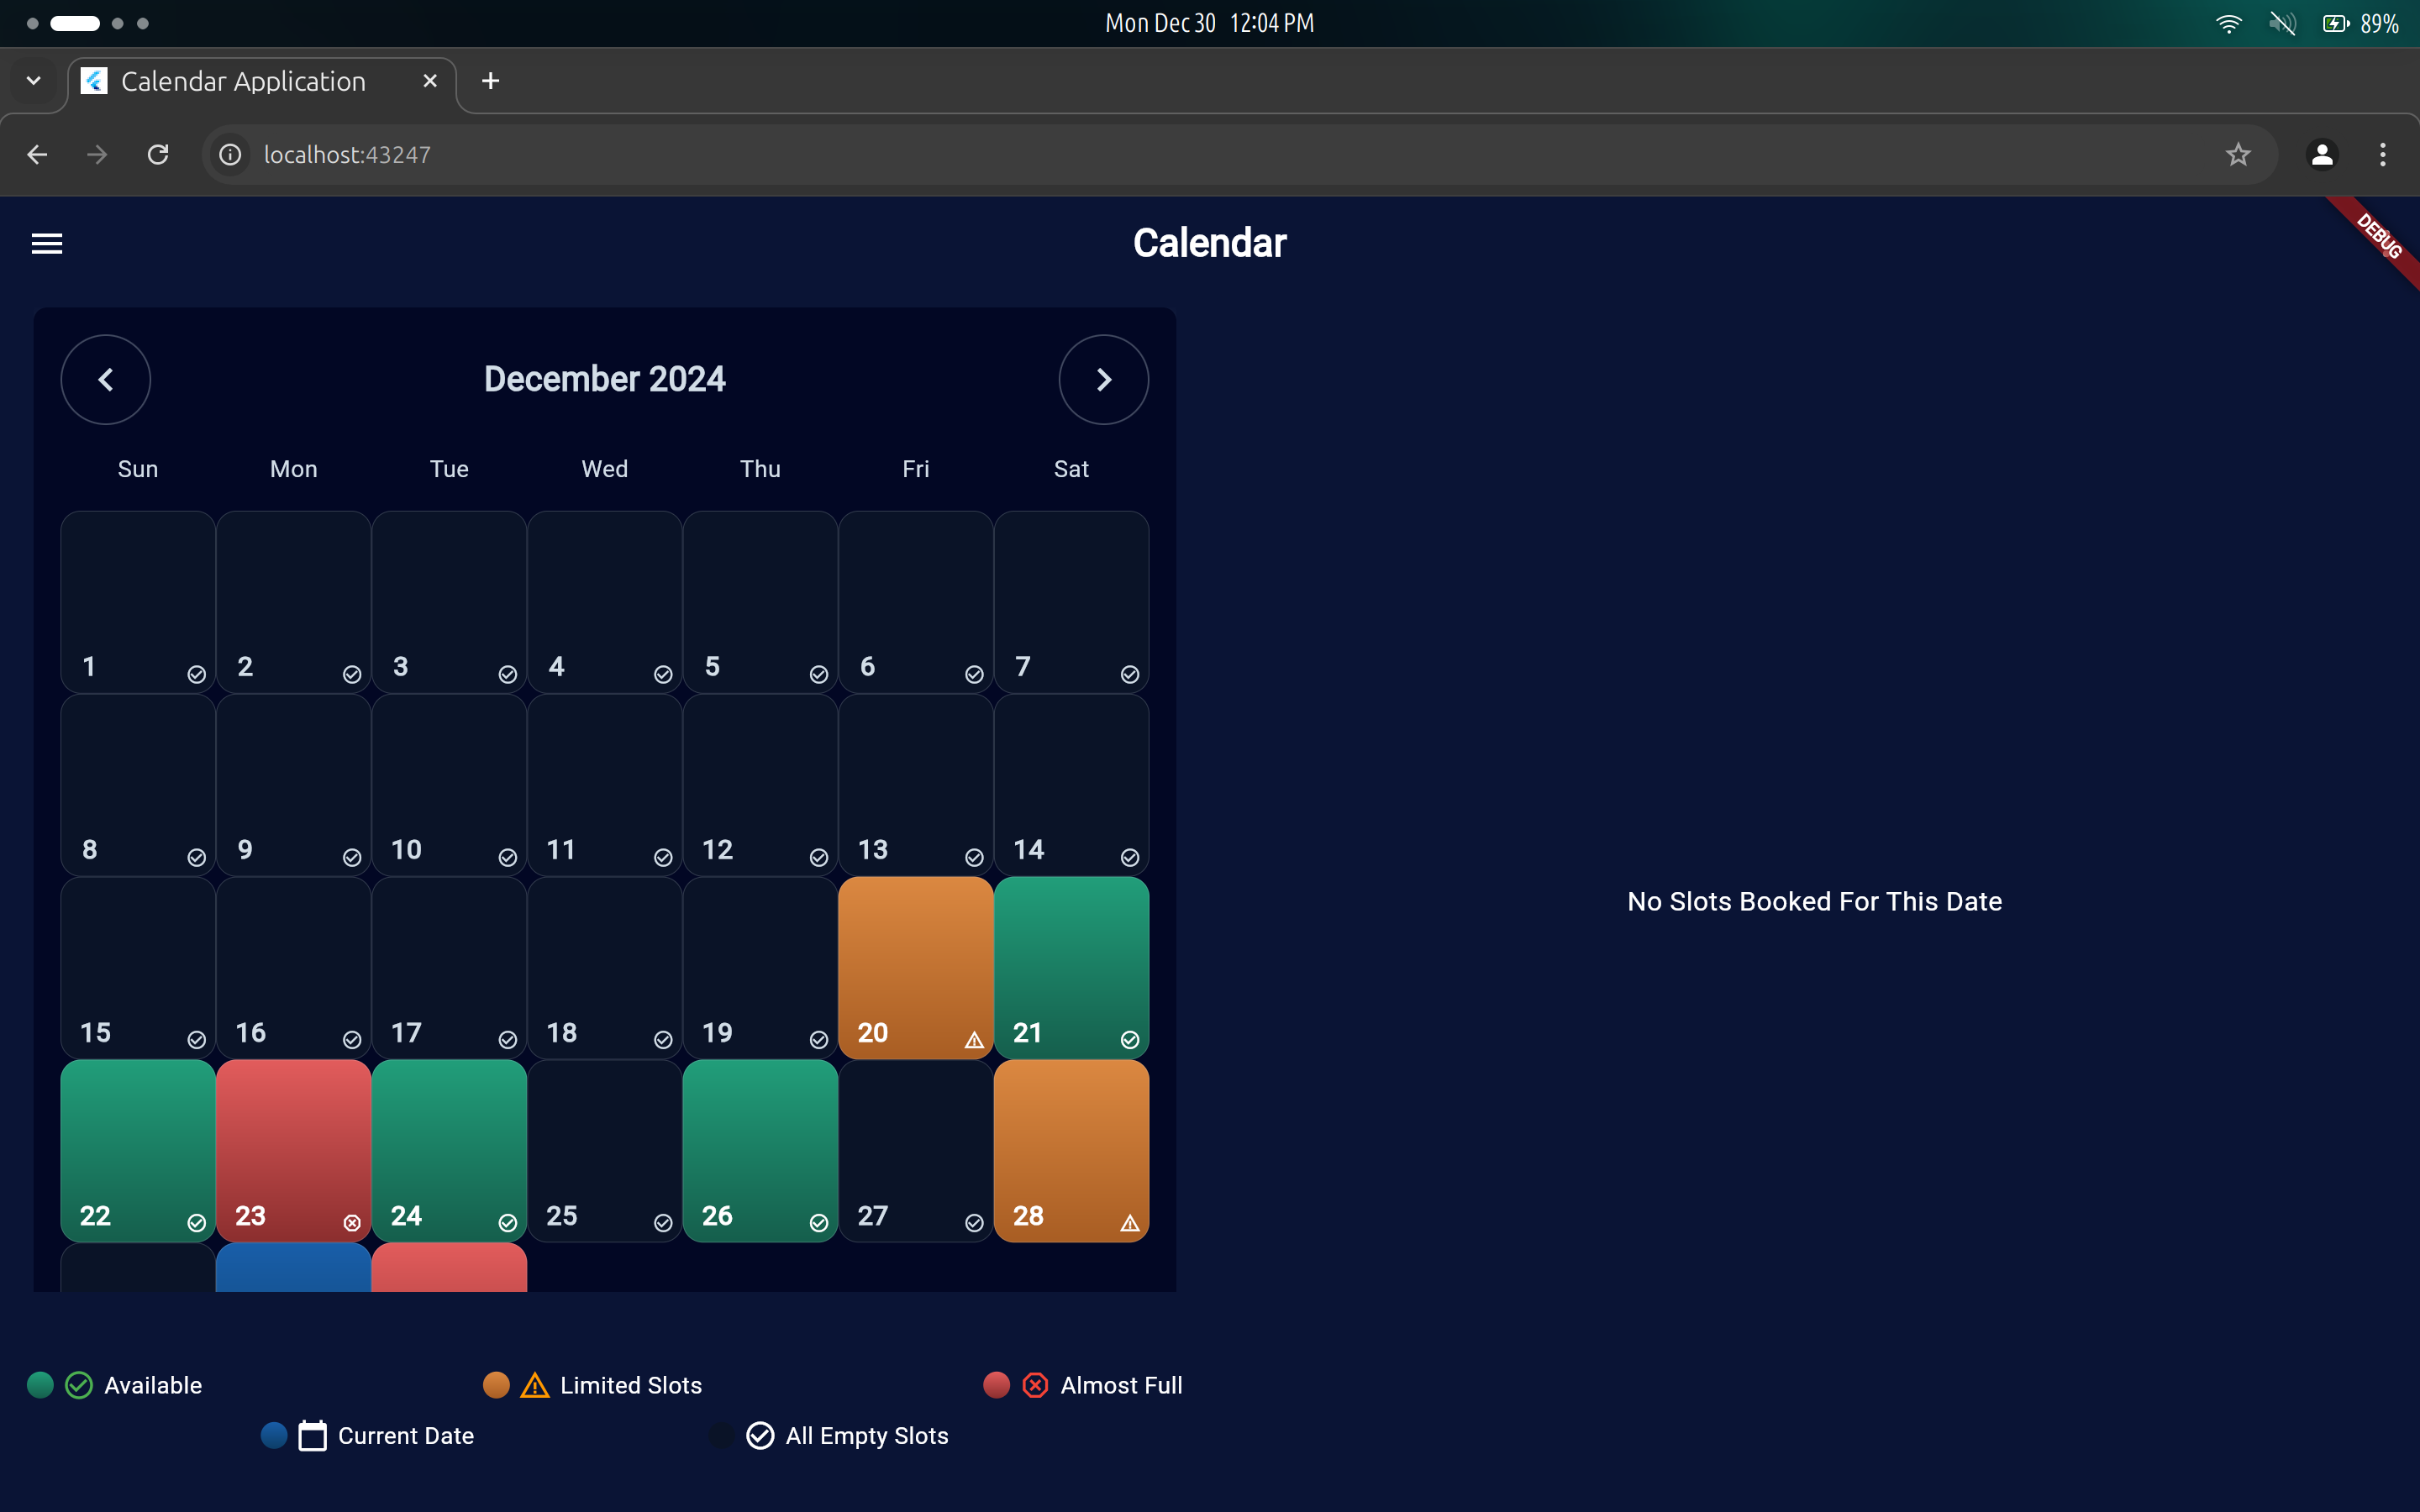 Mon Dec 30 12:04 PM
89%
Calendar Application
localhost:43247
Calendar
DEBUG
December 2024
Sun Mon Tue Wed Thu Fri Sat
1 2 3 4 5 6 7
8 9 10 11 12 13 14
15 16 17 18 19 20 21
22 23 24 25 26 27 28
No Slots Booked For This Date
Available Limited Slots Almost Full
Current Date All Empty Slots